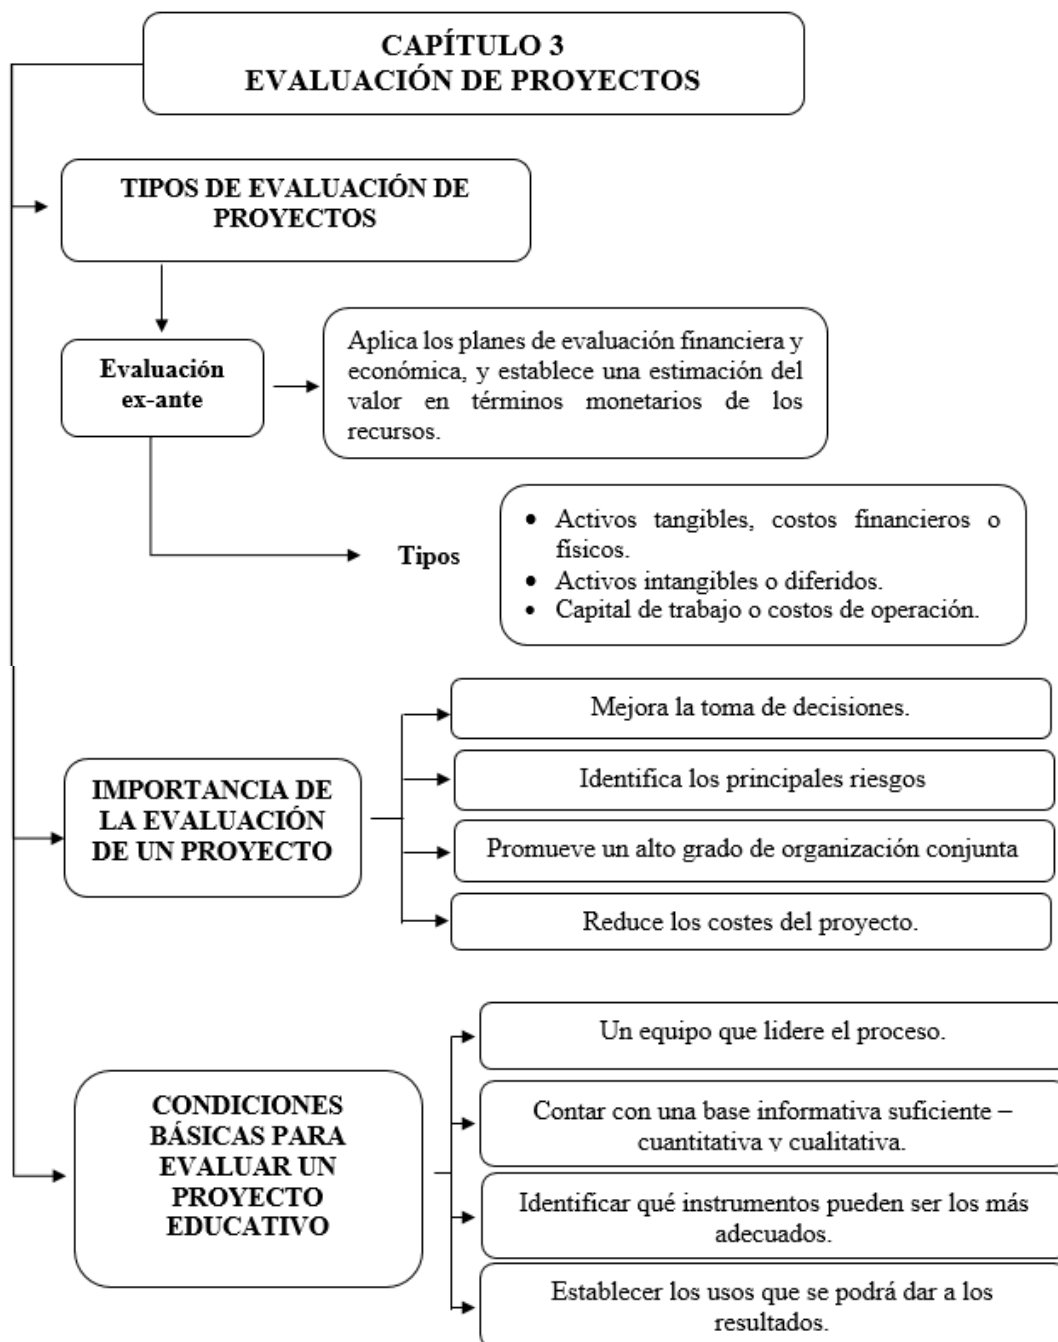 CAPÍTULO 3
EVALUACIÓN DE PROYECTOS
TIPOS DE EVALUACIÓN DE
PROYECTOS
Evaluación
ex-ante
Aplica los planes de evaluación financiera y
económica, y establece una estimación del
valor en términos monetarios de los
recursos.
Tipos
• Activos tangibles, costos financieros o
físicos.
• Activos intangibles o diferidos.
• Capital de trabajo o costos de operación.
IMPORTANCIA DE
LA EVALUACIÓN
DE UN PROYECTO
Mejora la toma de decisiones.
Identifica los principales riesgos
Promueve un alto grado de organización conjunta
Reduce los costes del proyecto.
CONDICIONES
BÁSICAS PARA
EVALUAR UN
PROYECTO
EDUCATIVO
Un equipo que lidere el proceso.
Contar con una base informativa suficiente –
cuantitativa y cualitativa.
Identificar qué instrumentos pueden ser los más
adecuados.
Establecer los usos que se podrá dar a los
resultados.